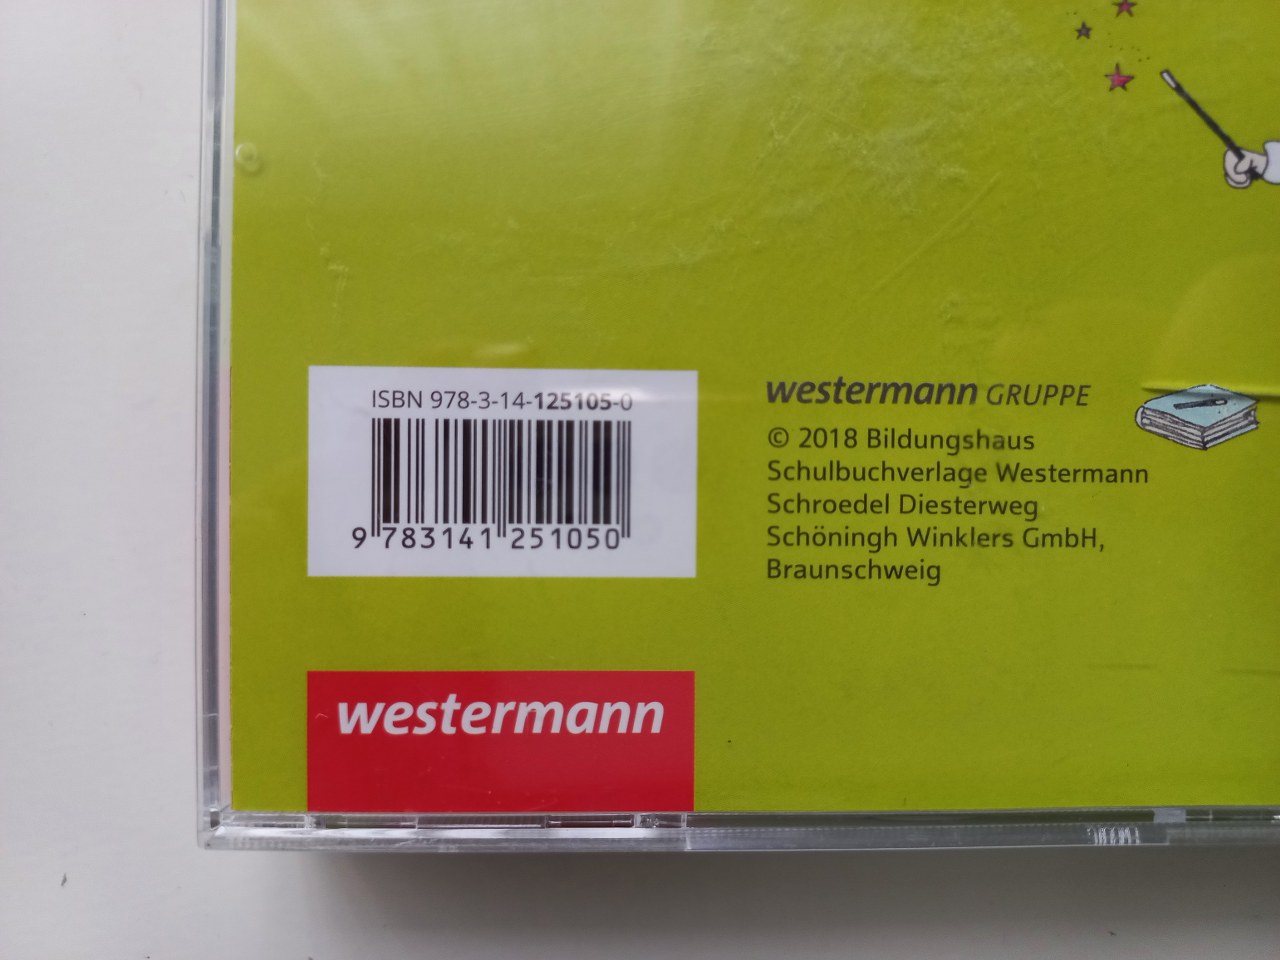 ISBN 978-3-14-125105-0
9 783141 251050
westermann GRUPPE
© 2018 Bildungshaus
Schulbuchverlage Westermann
Schroedel Diesterweg
Schöningh Winklers GmbH,
Braunschweig
westermann